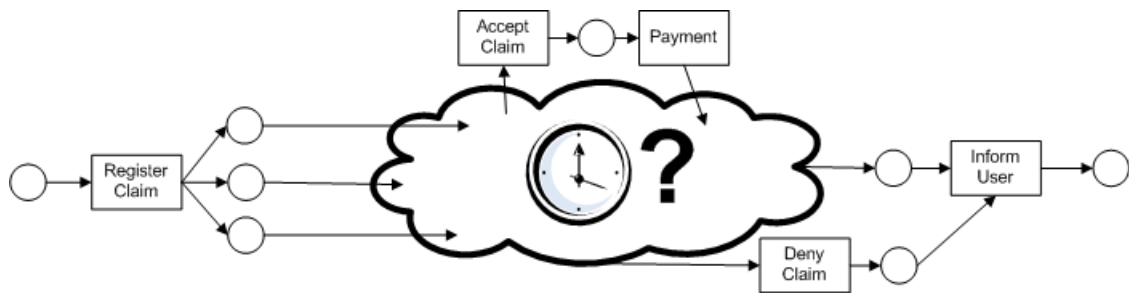 Accept
Claim
Payment
Register
Claim
?
Inform
User
Deny
Claim